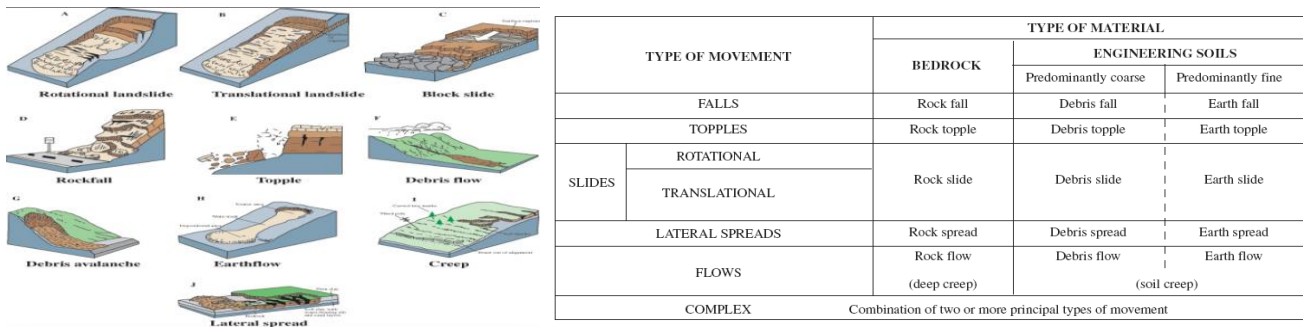 A
B
C
Rotational landslide
Translational landslide
Block slide
D
E
F
Rockfall
Topple
Debris flow
G
H
I
Debris avalanche
Earthflow
Creep
J
Lateral spread
TYPE OF MOVEMENT
TYPE OF MATERIAL
BEDROCK
ENGINEERING SOILS
Predominantly coarse
Predominantly fine
FALLS Rock fall Debris fall Earth fall
TOPPLES Rock topple Debris topple Earth topple
SLIDES
ROTATIONAL
TRANSLATIONAL
Rock slide Debris slide Earth slide
LATERAL SPREADS Rock spread Debris spread Earth spread
FLOWS
Rock flow Debris flow Earth flow
(deep creep) (soil creep)
COMPLEX Combination of two or more principal types of movement